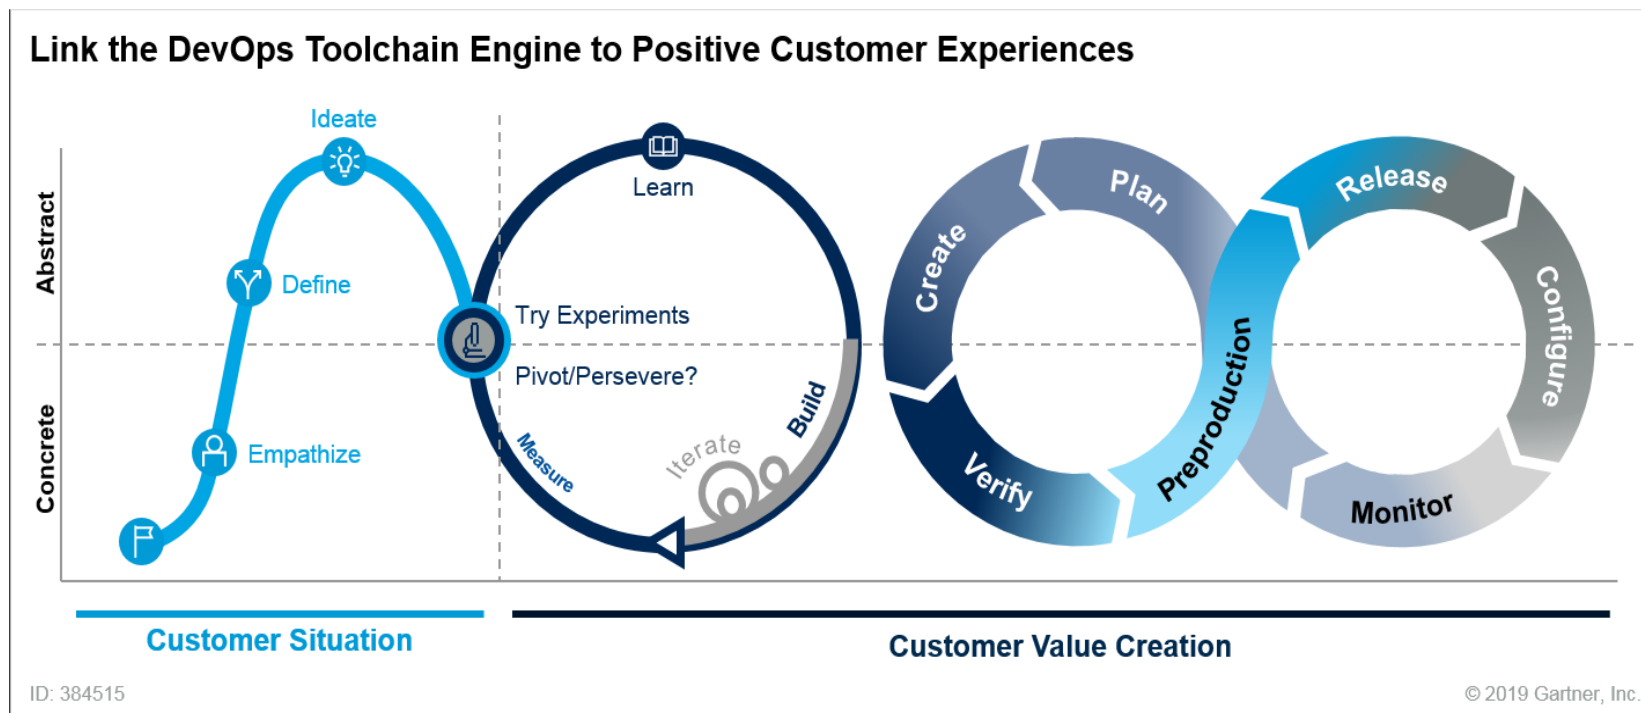 Link the DevOps Toolchain Engine to Positive Customer Experiences
Abstract
Concrete
Ideate
Define
Empathize
Learn
Try Experiments
Pivot/Persevere?
Measure
Iterate
Build
Create
Plan
Verify
Preproduction
Release
Configure
Monitor
Customer Situation
Customer Value Creation
ID: 384515
© 2019 Gartner, Inc.